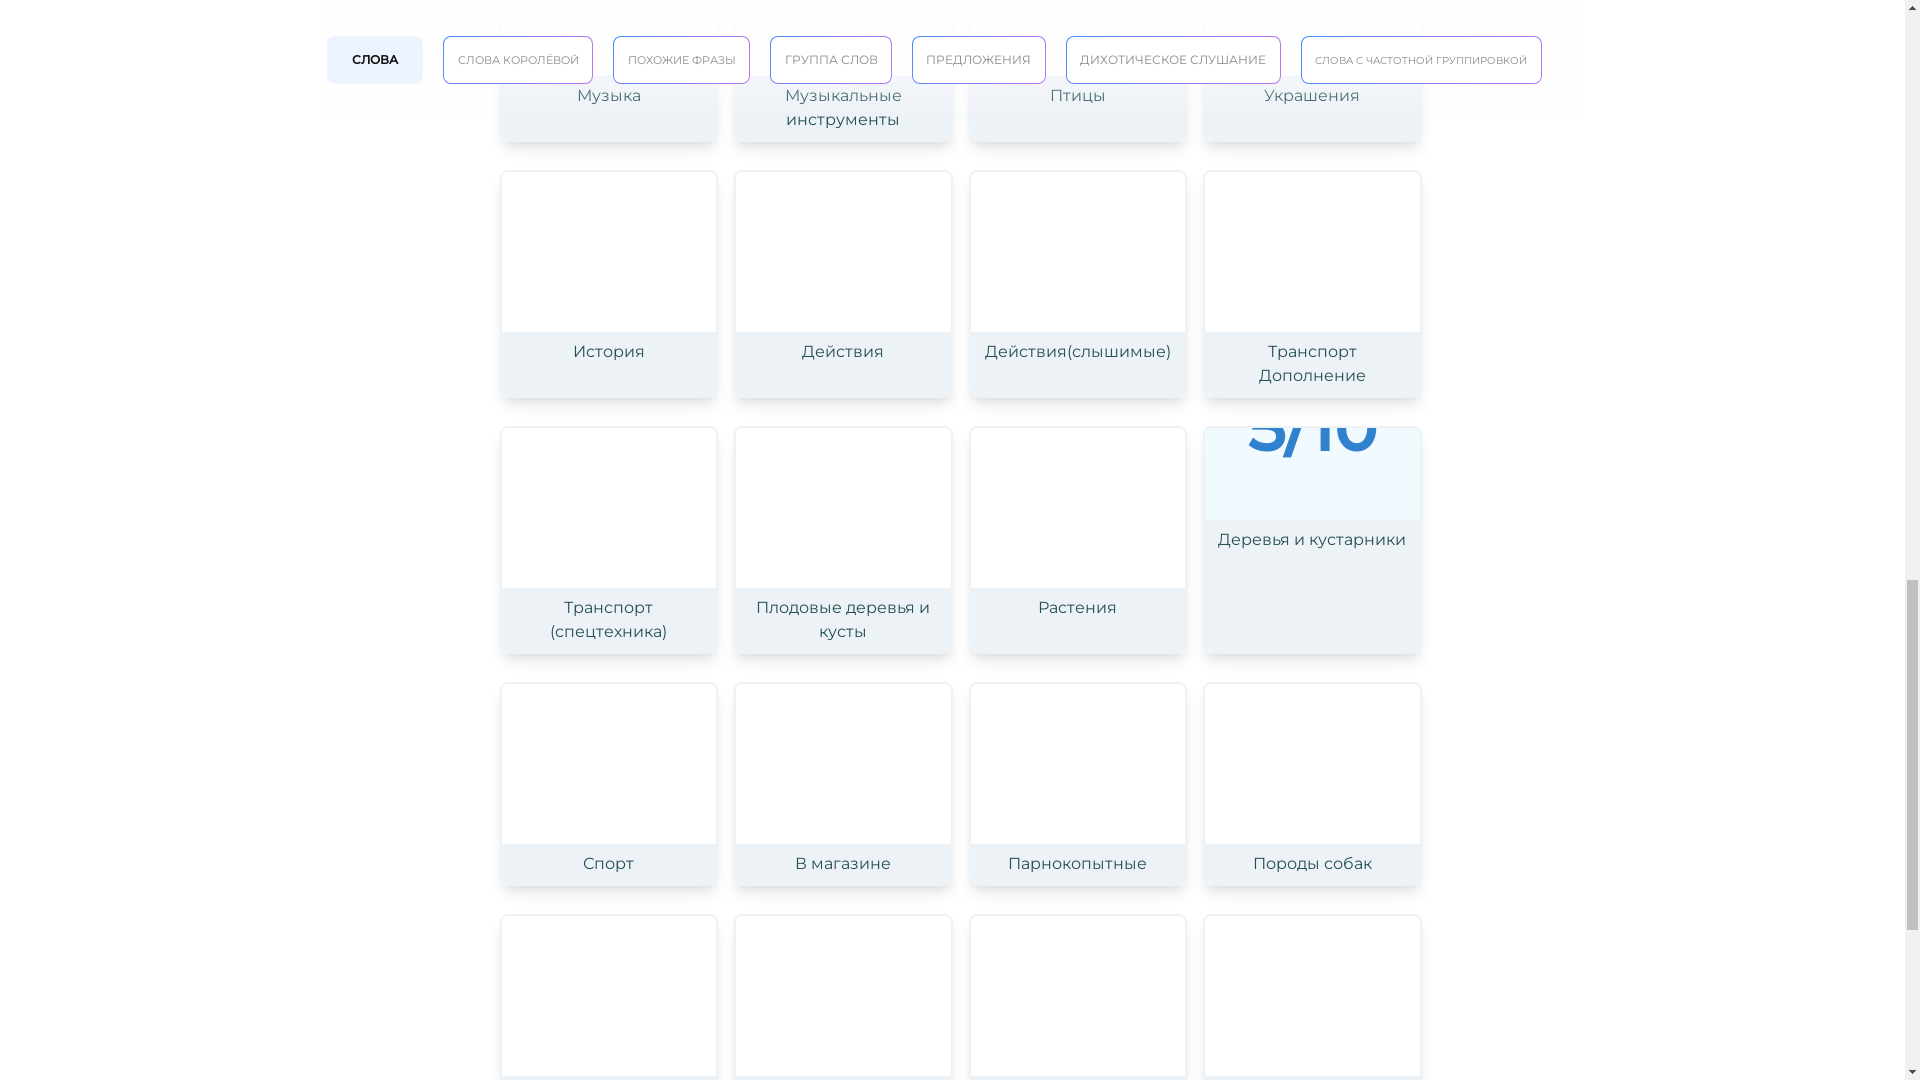 СЛОВА
СЛОВА КОРОЛЁВОЙ
ПОХОЖИЕ ФРАЗЫ
ГРУППА СЛОВ
ПРЕДЛОЖЕНИЯ
ДИХОТИЧЕСКОЕ СЛУШАНИЕ
СЛОВА С ЧАСТОТНОЙ ГРУППИРОВКОЙ
Музыка
Музыкальные
инструменты
Птицы
Украшения
История
Действия
Действия(слышимые)
Транспорт
Дополнение
Транспорт
(спецтехника)
Плодовые деревья и
кусты
Растения
5/10
Деревья и кустарники
Спорт
В магазине
Парнокопытные
Породы собак